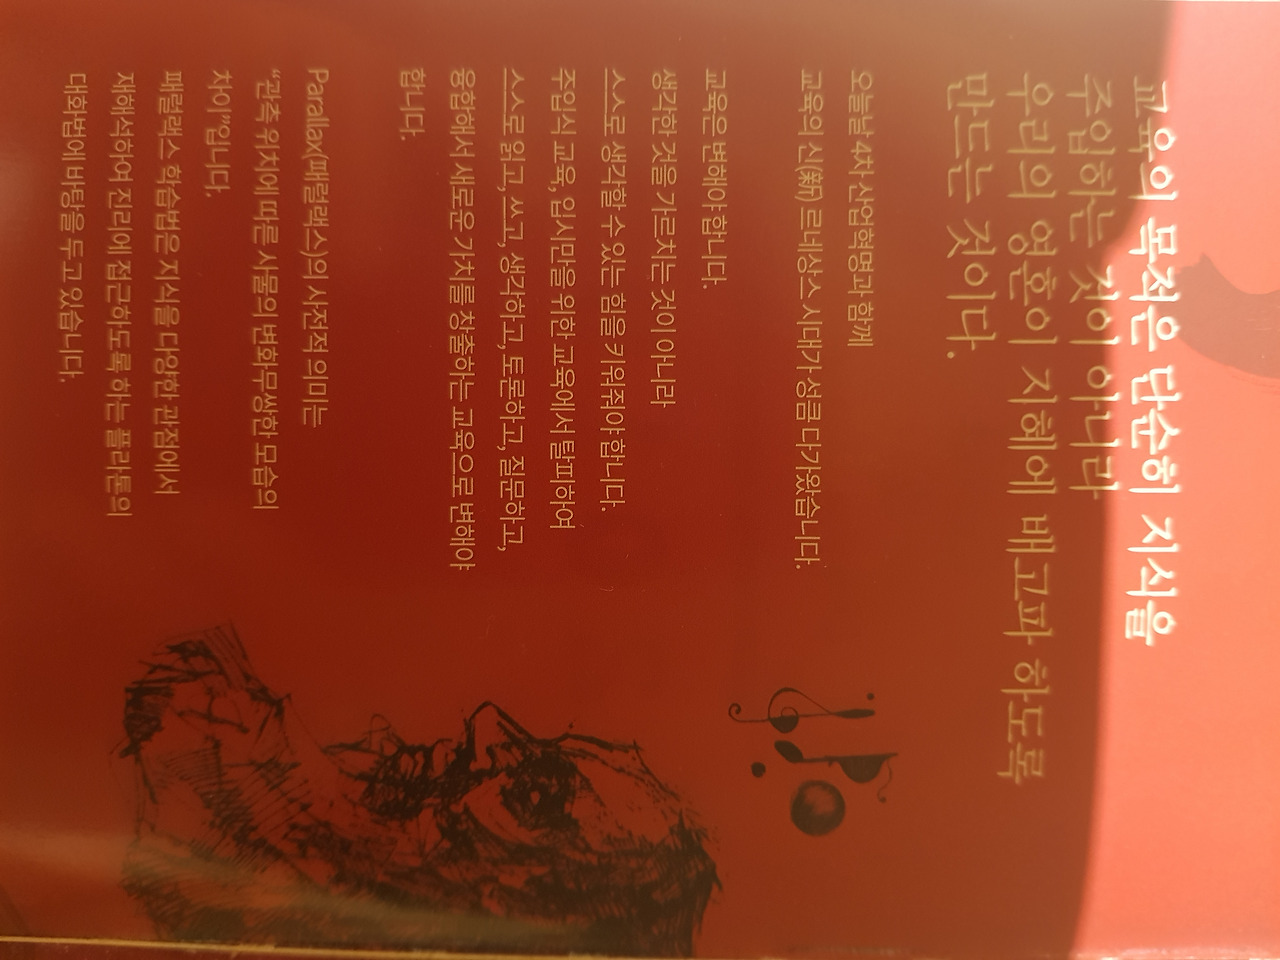 교육의 목적은 단순히 지식을
주입하는 것이 아니라
우리의 영혼이 지혜에 배고파 하도록
만드는 것이다.
오늘날 4차 산업혁명과 함께
교육의 신(新) 르네상스 시대가 성큼 다가왔습니다.
교육은 변해야 합니다.
생각한 것을 가르치는 것이 아니라
스스로 생각할 수 있는 힘을 키워줘야 합니다.
주입식 교육, 입시만을 위한 교육에서 탈피하여
스스로 읽고, 쓰고, 생각하고, 토론하고, 질문하고,
융합해서 새로운 가치를 창출하는 교육으로 변해야
합니다.
Parallax(패럴랙스)의 사전적 의미는
“관측 위치에 따른 사물의 변화무쌍한 모습의
차이”입니다.
패럴랙스 학습법은 지식을 다양한 관점에서
재해석하여 진리에 접근하도록 하는 플라톤의
대화법에 바탕을 두고 있습니다.